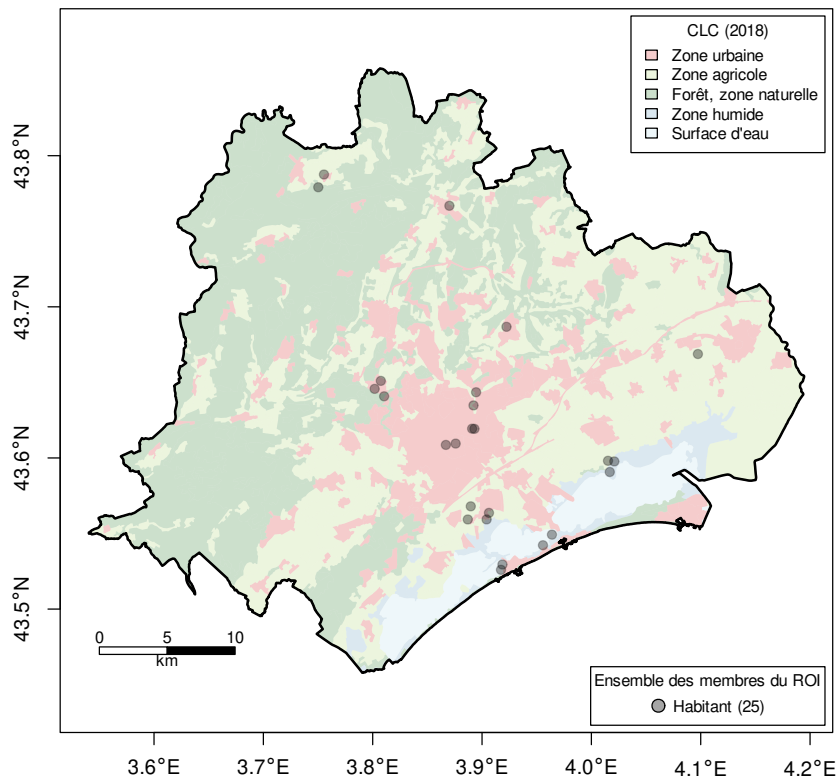 CLC (2018)
Zone urbaine
Zone agricole
Forêt, zone naturelle
Zone humide
Surface d'eau
43.8°N
43.7°N
43.6°N
43.5°N
0 5 10
km
Ensemble des membres du ROI
Habitant (25)
3.6°E 3.7°E 3.8°E 3.9°E 4.0°E 4.1°E 4.2°E